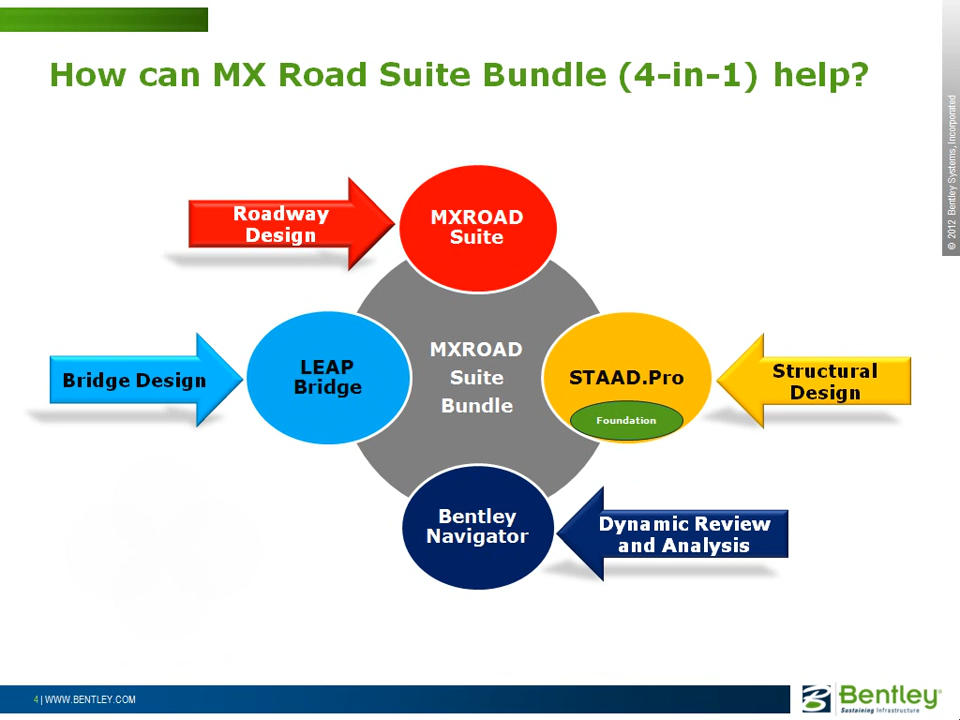 How can MX Road Suite Bundle (4-in-1) help?
© 2012 Bentley Systems, Incorporated
Roadway
Design
MXROAD
Suite
Bridge Design
LEAP
Bridge
MXROAD
Suite
Bundle
STAAD.Pro
Foundation
Structural
Design
Bentley
Navigator
Dynamic Review
and Analysis
4 | WWW.BENTLEY.COM
Bentley
Sustaining Infrastructure